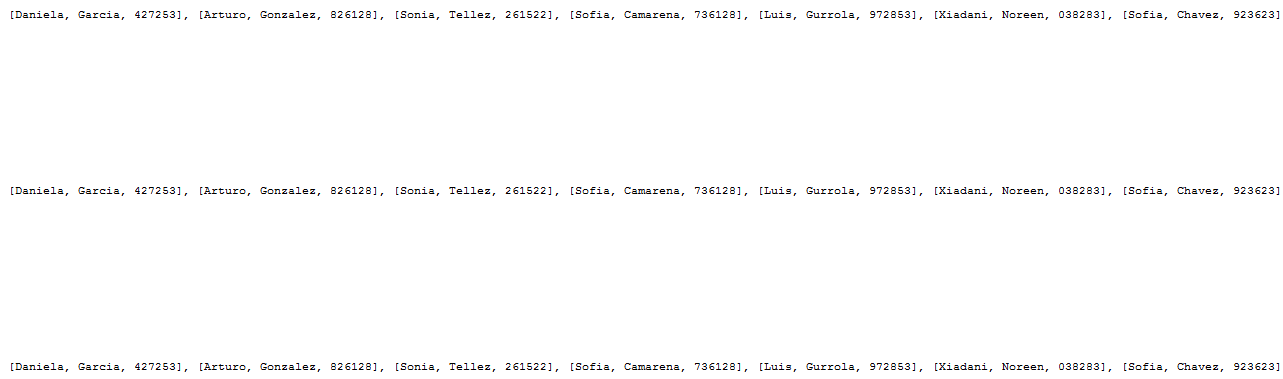 [Daniela, Garcia, 427253], [Arturo, Gonzalez, 826128], [Sonia, Tellez, 261522], [Sofia, Camarena, 736128], [Luis, Gurrola, 972853], [Xiadani, Noreen, 038283], [Sofia, Chavez, 923623]
[Daniela, Garcia, 427253], [Arturo, Gonzalez, 826128], [Sonia, Tellez, 261522], [Sofia, Camarena, 736128], [Luis, Gurrola, 972853], [Xiadani, Noreen, 038283], [Sofia, Chavez, 923623]
[Daniela, Garcia, 427253], [Arturo, Gonzalez, 826128], [Sonia, Tellez, 261522], [Sofia, Camarena, 736128], [Luis, Gurrola, 972853], [Xiadani, Noreen, 038283], [Sofia, Chavez, 923623]